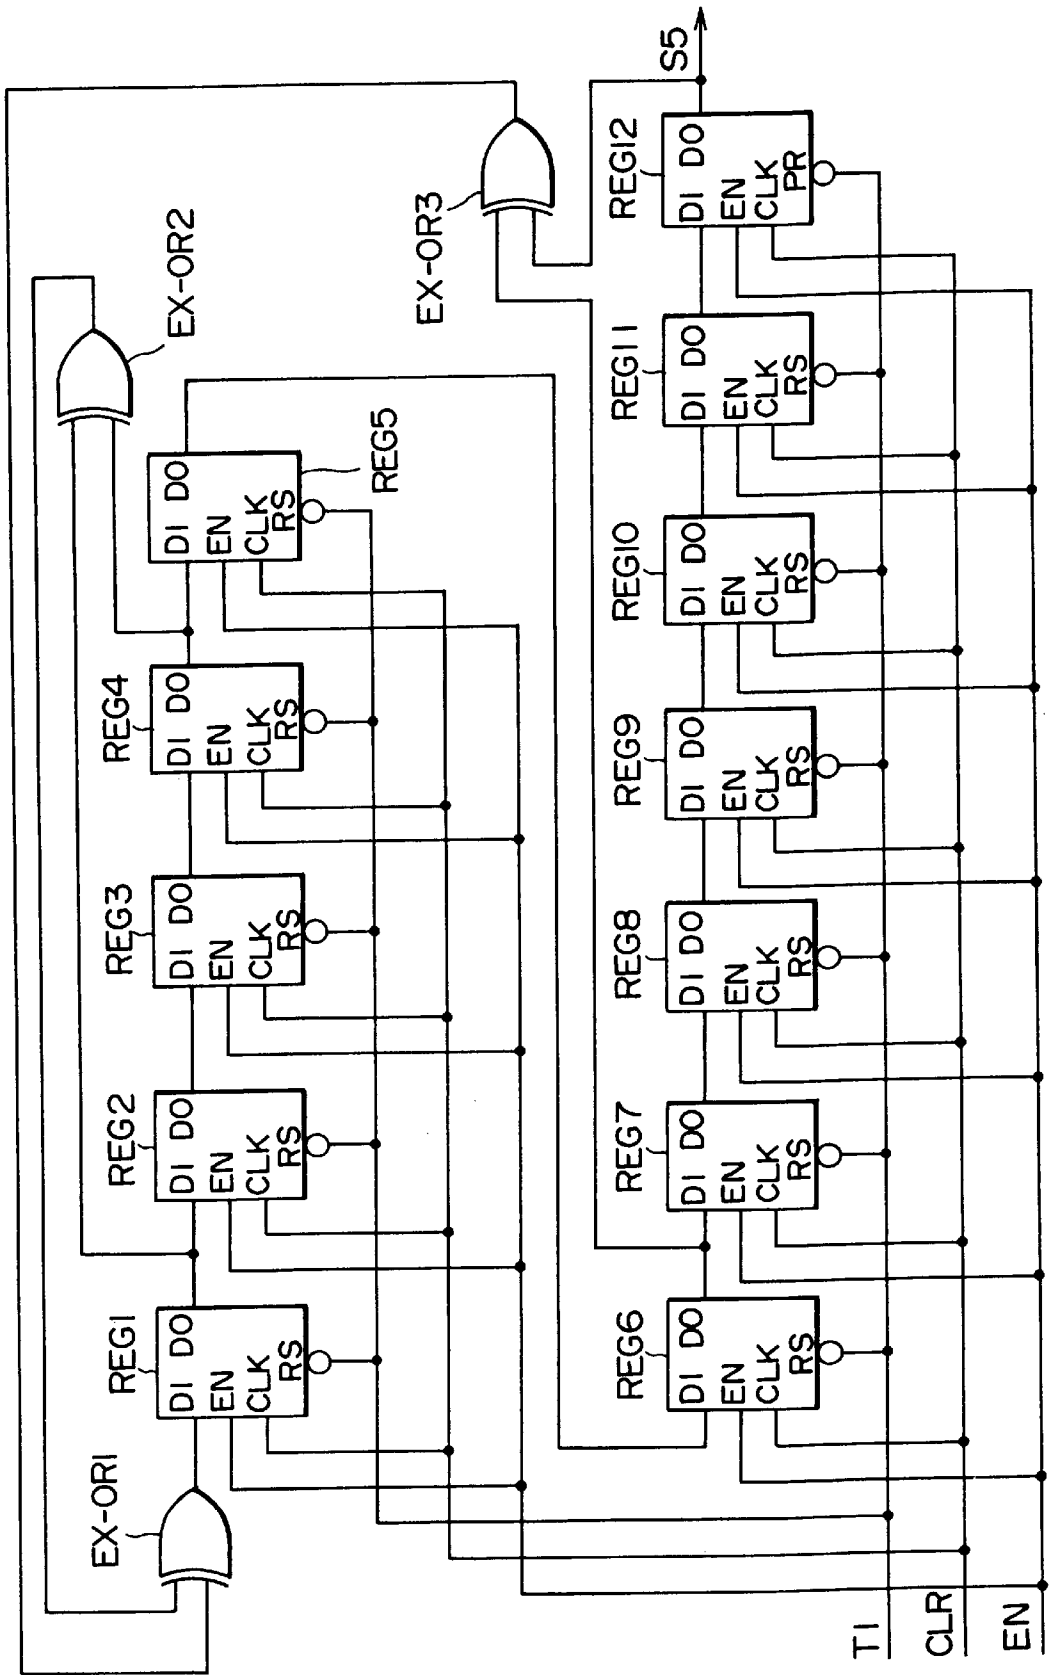 EX-OR1
REG1
DI DO
EN
CLK
RS
REG2
DI DO
EN
CLK
RS
REG3
DI DO
EN
CLK
RS
REG4
DI DO
EN
CLK
RS
DI DO
EN
CLK
RS
REG5
EX-OR2
EX-OR3
REG6
DI DO
EN
CLK
RS
REG7
DI DO
EN
CLK
RS
REG8
DI DO
EN
CLK
RS
REG9
DI DO
EN
CLK
RS
REG10
DI DO
EN
CLK
RS
REG11
DI DO
EN
CLK
RS
REG12
DI DO
EN
CLK
PR
S5
T1
CLR
EN